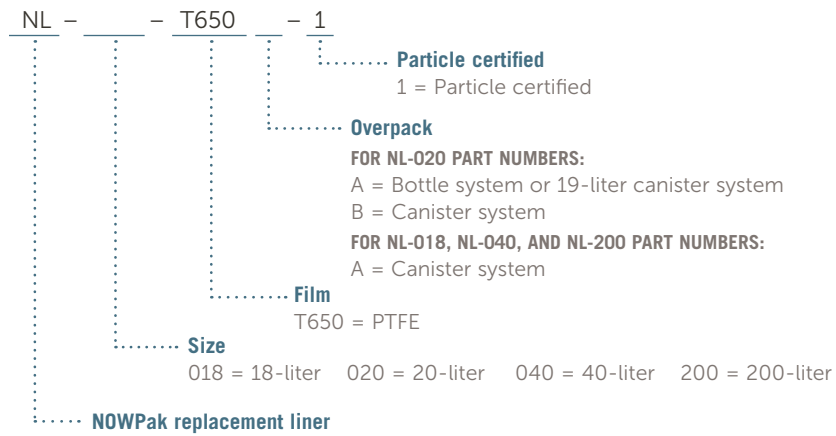 NL – – T650 – 1
Particle certified
1 = Particle certified
Overpack
FOR NL-020 PART NUMBERS:
A = Bottle system or 19-liter canister system
B = Canister system
FOR NL-018, NL-040, AND NL-200 PART NUMBERS:
A = Canister system
Film
T650 = PTFE
Size
018 = 18-liter 020 = 20-liter 040 = 40-liter 200 = 200-liter
NOWPak replacement liner